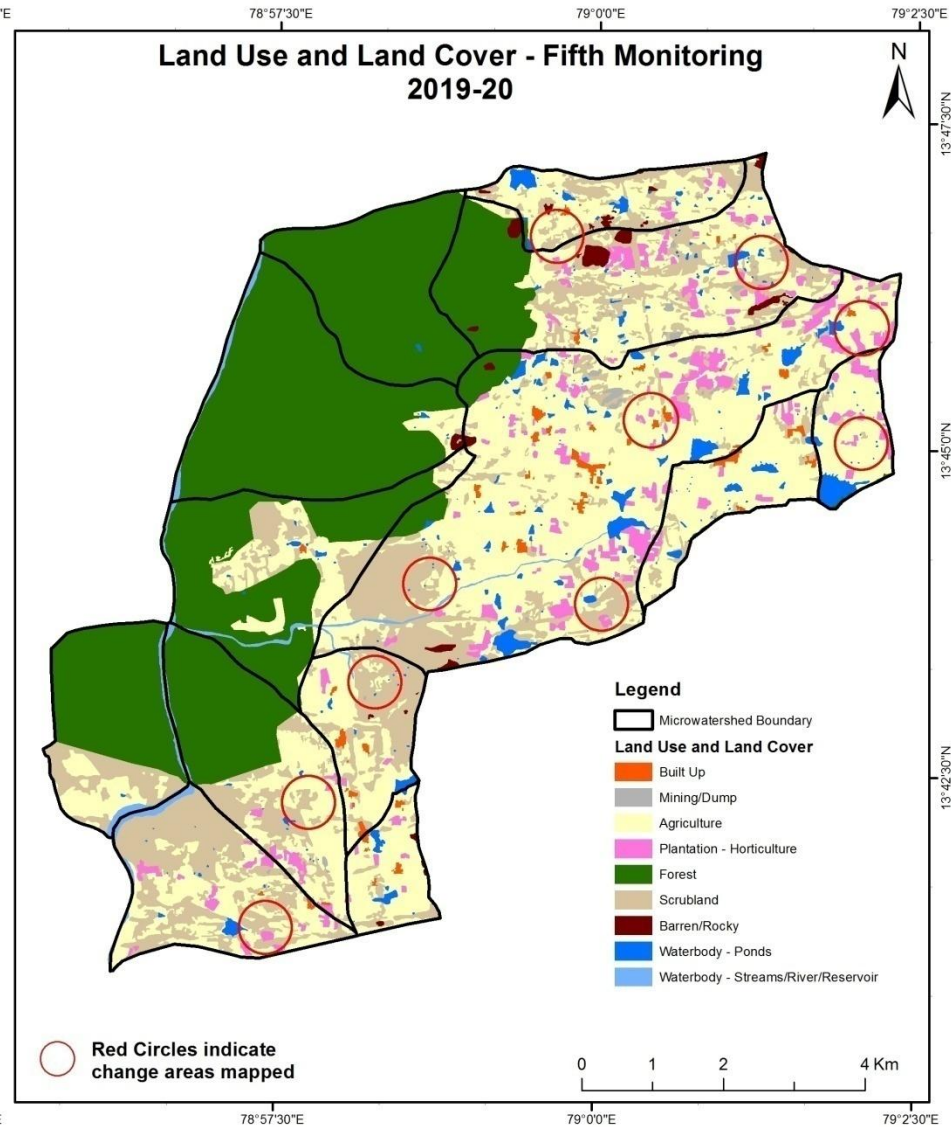 "E
78°57'30"E
79°0'0"E
79°2'30"E
Land Use and Land Cover - Fifth Monitoring
2019-20
N
13°47'30"N
13°45'0"N
13°42'30"N
Legend
Microwatershed Boundary
Land Use and Land Cover
Built Up
Mining/Dump
Agriculture
Plantation - Horticulture
Forest
Scrubland
Barren/Rocky
Waterbody - Ponds
Waterbody - Streams/River/Reservoir
Red Circles indicate
change areas mapped
0 1 2 4 Km
78°57'30"E
79°0'0"E
79°2'30"E